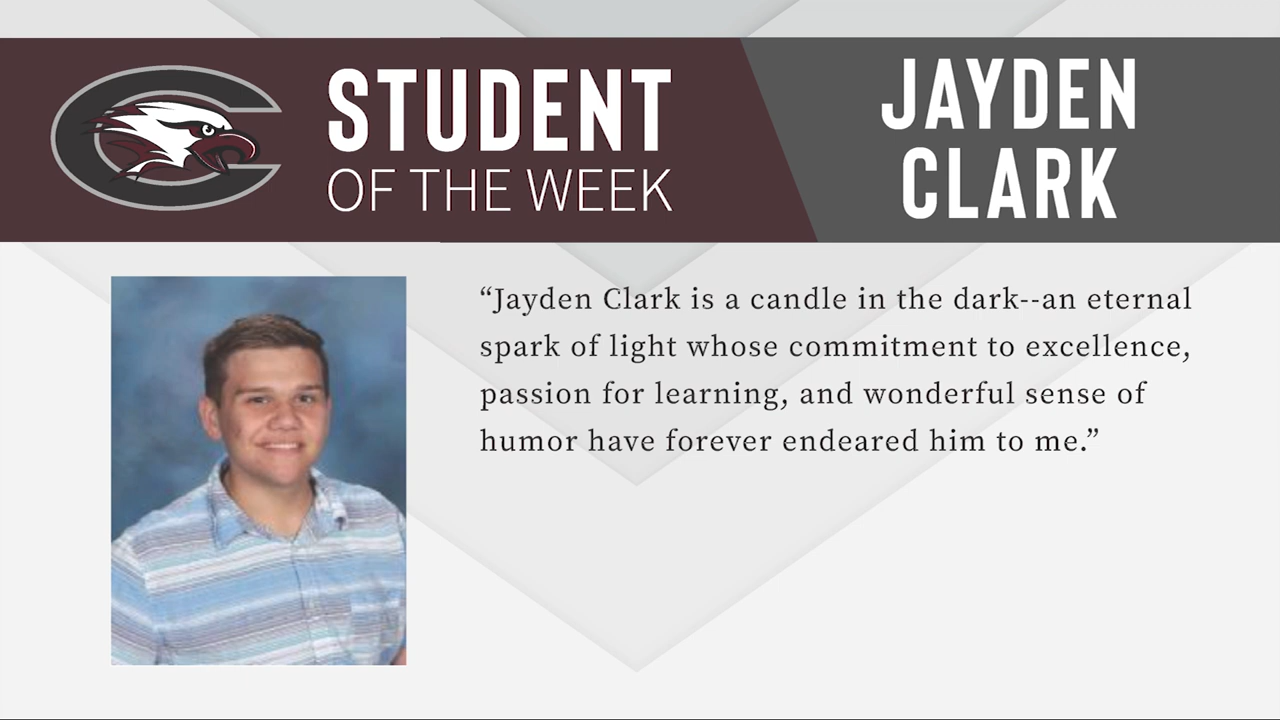 STUDENT
OF THE WEEK
JAYDEN
CLARK
“Jayden Clark is a candle in the dark--an eternal
spark of light whose commitment to excellence,
passion for learning, and wonderful sense of
humor have forever endeared him to me.”